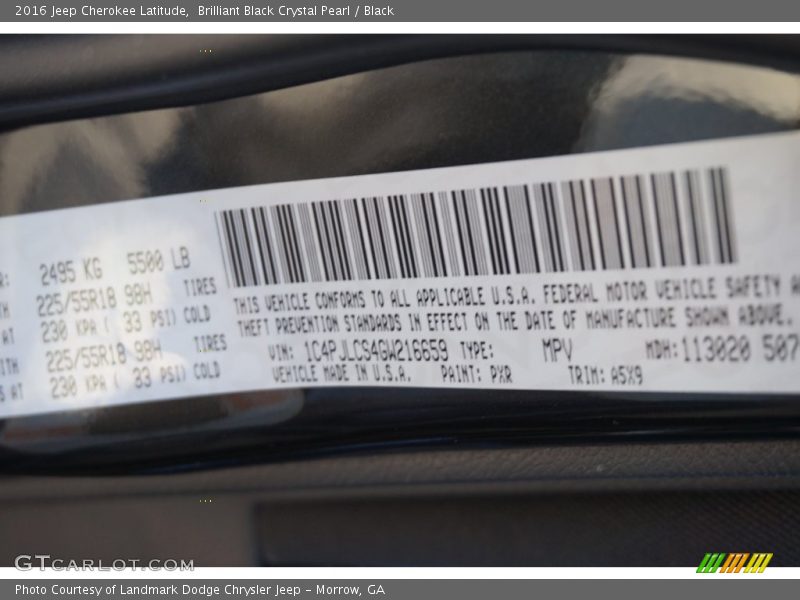 2016 Jeep Cherokee Latitude,  Brilliant Black Crystal Pearl / Black
2495 KG 5500 LB
225/55R18 98H TIRES
AT 230 KPA ( 33 PSI) COLD
225/55R18 98H TIRES
AT 230 KPA ( 33 PSI) COLD
THIS VEHICLE CONFORMS TO ALL APPLICABLE U.S.A. FEDERAL MOTOR VEHICLE SAFETY
THEFT PREVENTION STANDARDS IN EFFECT ON THE DATE OF MANUFACTURE SHOWN ABOVE.
VIN: 1C4PJLCS4GW216659 TYPE: MPV MDH:113020 507
VEHICLE MADE IN U.S.A. PAINT: PXR TRIM: A5X9
GTCARLOT.COM
Photo Courtesy of Landmark Dodge Chrysler Jeep – Morrow, GA